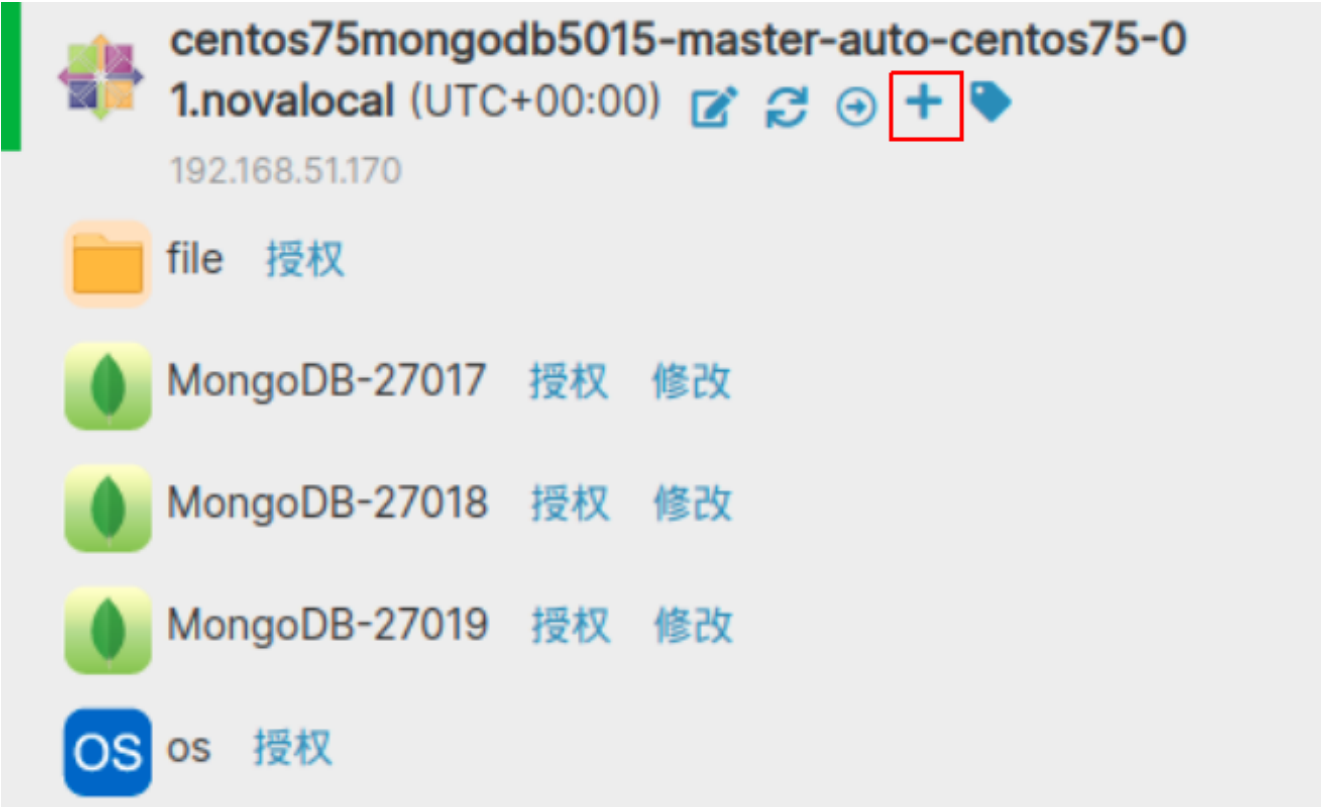 centos75mongodb5015-master-auto-centos75-0
1.novalocal (UTC+00:00)
192.168.51.170
file 授权
MongoDB-27017 授权 修改
MongoDB-27018 授权 修改
MongoDB-27019 授权 修改
OS os 授权